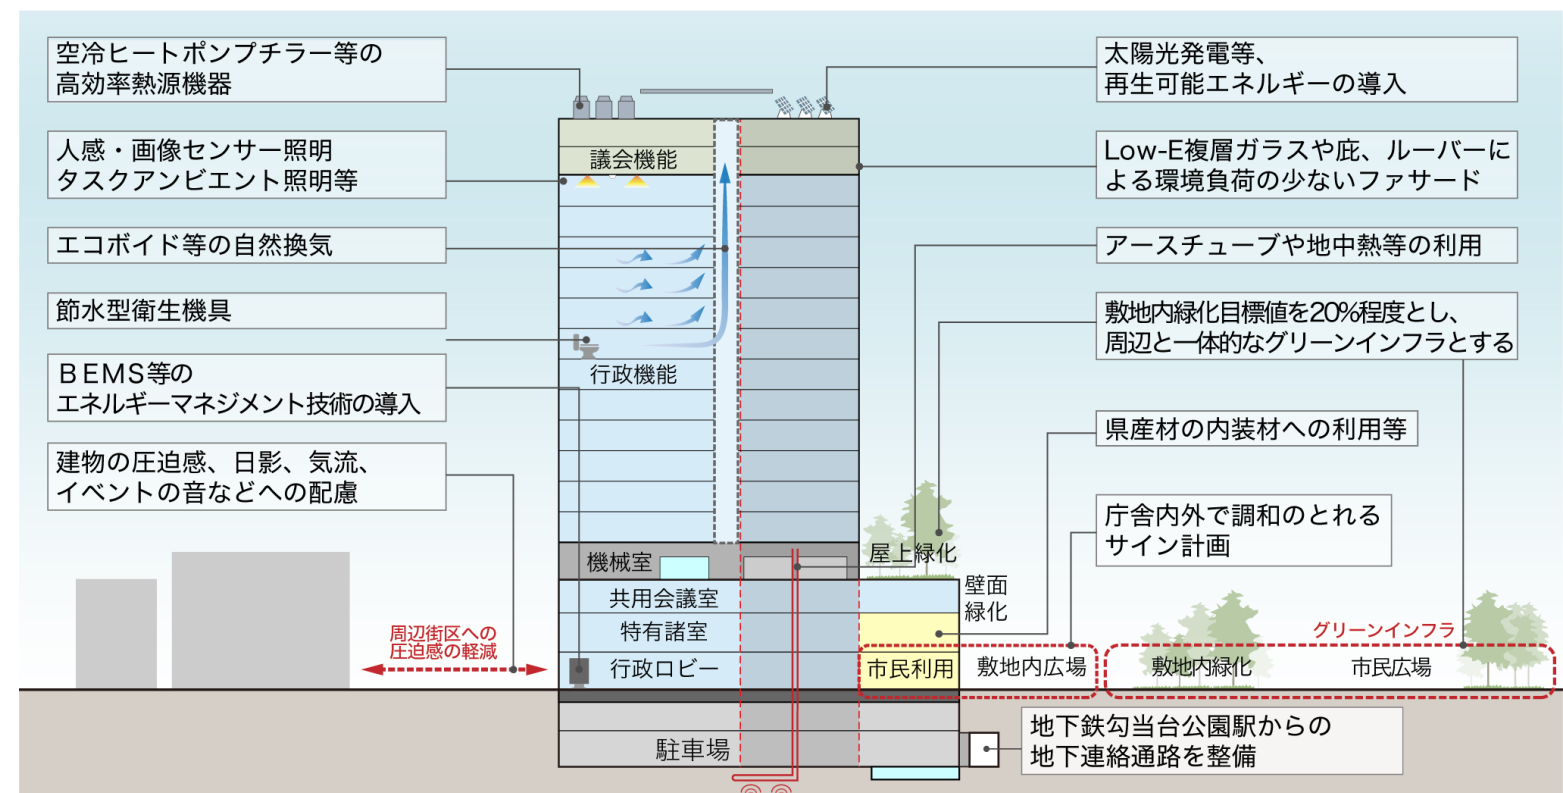 空冷ヒートポンプチラー等の
高効率熱源機器
人感・画像センサー照明
タスクアンビエント照明等
エコボイド等の自然換気
節水型衛生機具
BEMS等の
エネルギーマネジメント技術の導入
建物の圧迫感、日影、気流、
イベントの音などへの配慮
周辺街区への
圧迫感の軽減
議会機能
行政機能
機械室
共用会議室
特有諸室
行政ロビー
駐車場
屋上緑化
壁面
緑化
市民利用
敷地内広場
敷地内緑化
市民広場
グリーンインフラ
太陽光発電等、
再生可能エネルギーの導入
Low-E複層ガラスや庇、ルーバーに
よる環境負荷の少ないファサード
アースチューブや地中熱等の利用
敷地内緑化目標値を20%程度とし、
周辺と一体的なグリーンインフラとする
県産材の内装材への利用等
庁舎内外で調和のとれる
サイン計画
地下鉄勾当台公園駅からの
地下連絡通路を整備